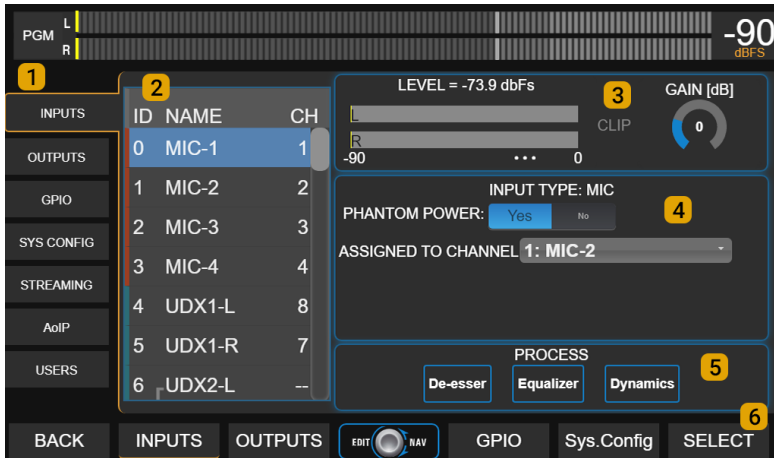 PGM L R -90 dBFS
1 2 3 4 5 6
INPUTS
OUTPUTS
GPIO
SYS CONFIG
STREAMING
AoIP
USERS
ID NAME CH
0 MIC-1 1
1 MIC-2 2
2 MIC-3 3
3 MIC-4 4
4 UDX1-L 8
5 UDX1-R 7
6 UDX2-L --
LEVEL = -73.9 dbFs
L
R
-90 ••• 0
CLIP
GAIN [dB]
0
INPUT TYPE: MIC
PHANTOM POWER: Yes No
ASSIGNED TO CHANNEL 1: MIC-2
PROCESS
De-esser Equalizer Dynamics
BACK INPUTS OUTPUTS EDIT NAV GPIO Sys.Config SELECT